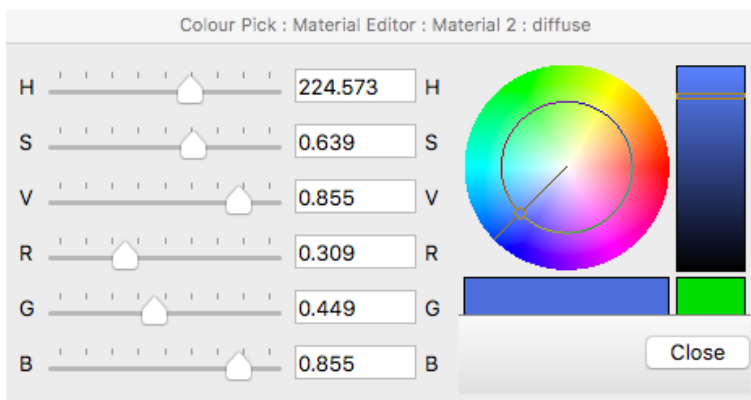 Colour Pick : Material Editor : Material 2 : diffuse
H 224.573 H
S 0.639 S
V 0.855 V
R 0.309 R
G 0.449 G
B 0.855 B
Close